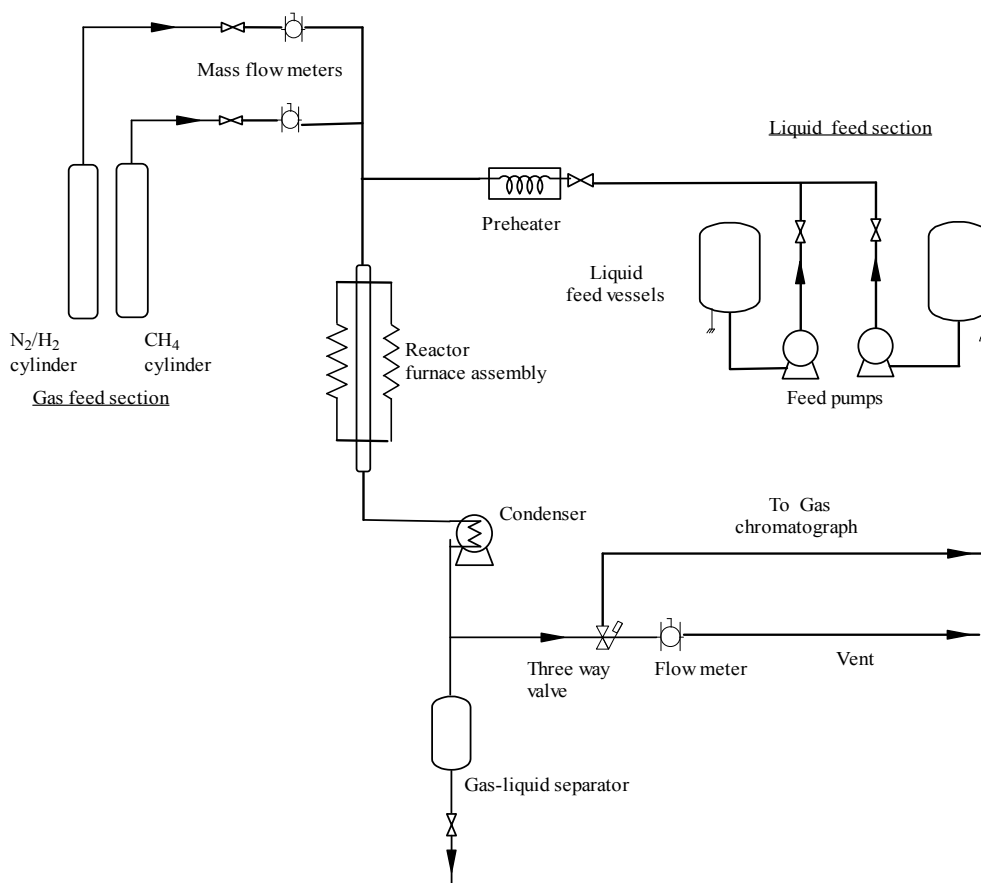 Mass flow meters
Liquid feed section
Preheater
Liquid
feed vessels
N₂/H₂
cylinder
CH₄
cylinder
Gas feed section
Reactor
furnace assembly
Feed pumps
Condenser
To Gas
chromatograph
Three way
valve
Flow meter
Vent
Gas-liquid separator